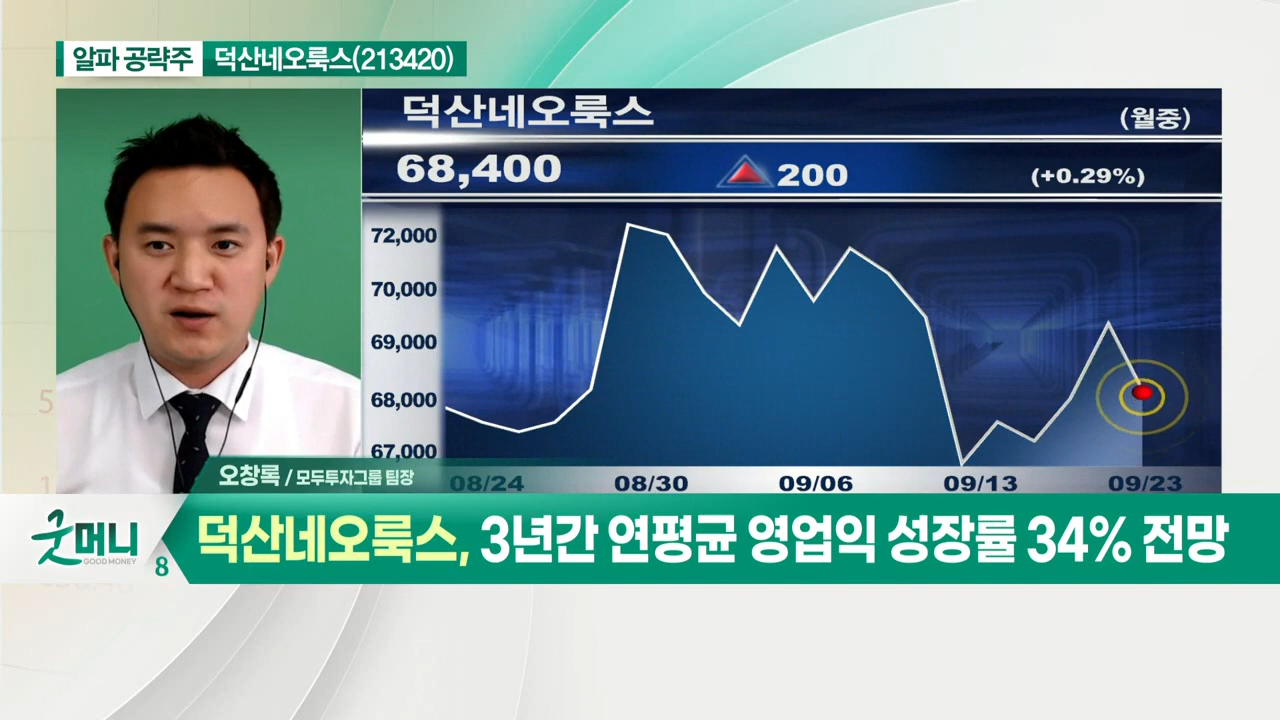 알파 공략주 덕산네오룩스(213420)
덕산네오룩스 (월중)
68,400 200 (+0.29%)
72,000
70,000
69,000
68,000
67,000
08/24 08/30 09/06 09/13 09/23
오창록 / 모두투자그룹 팀장
굿머니
GOOD MONEY
8
덕산네오룩스, 3년간 연평균 영업익 성장률 34% 전망
5
1